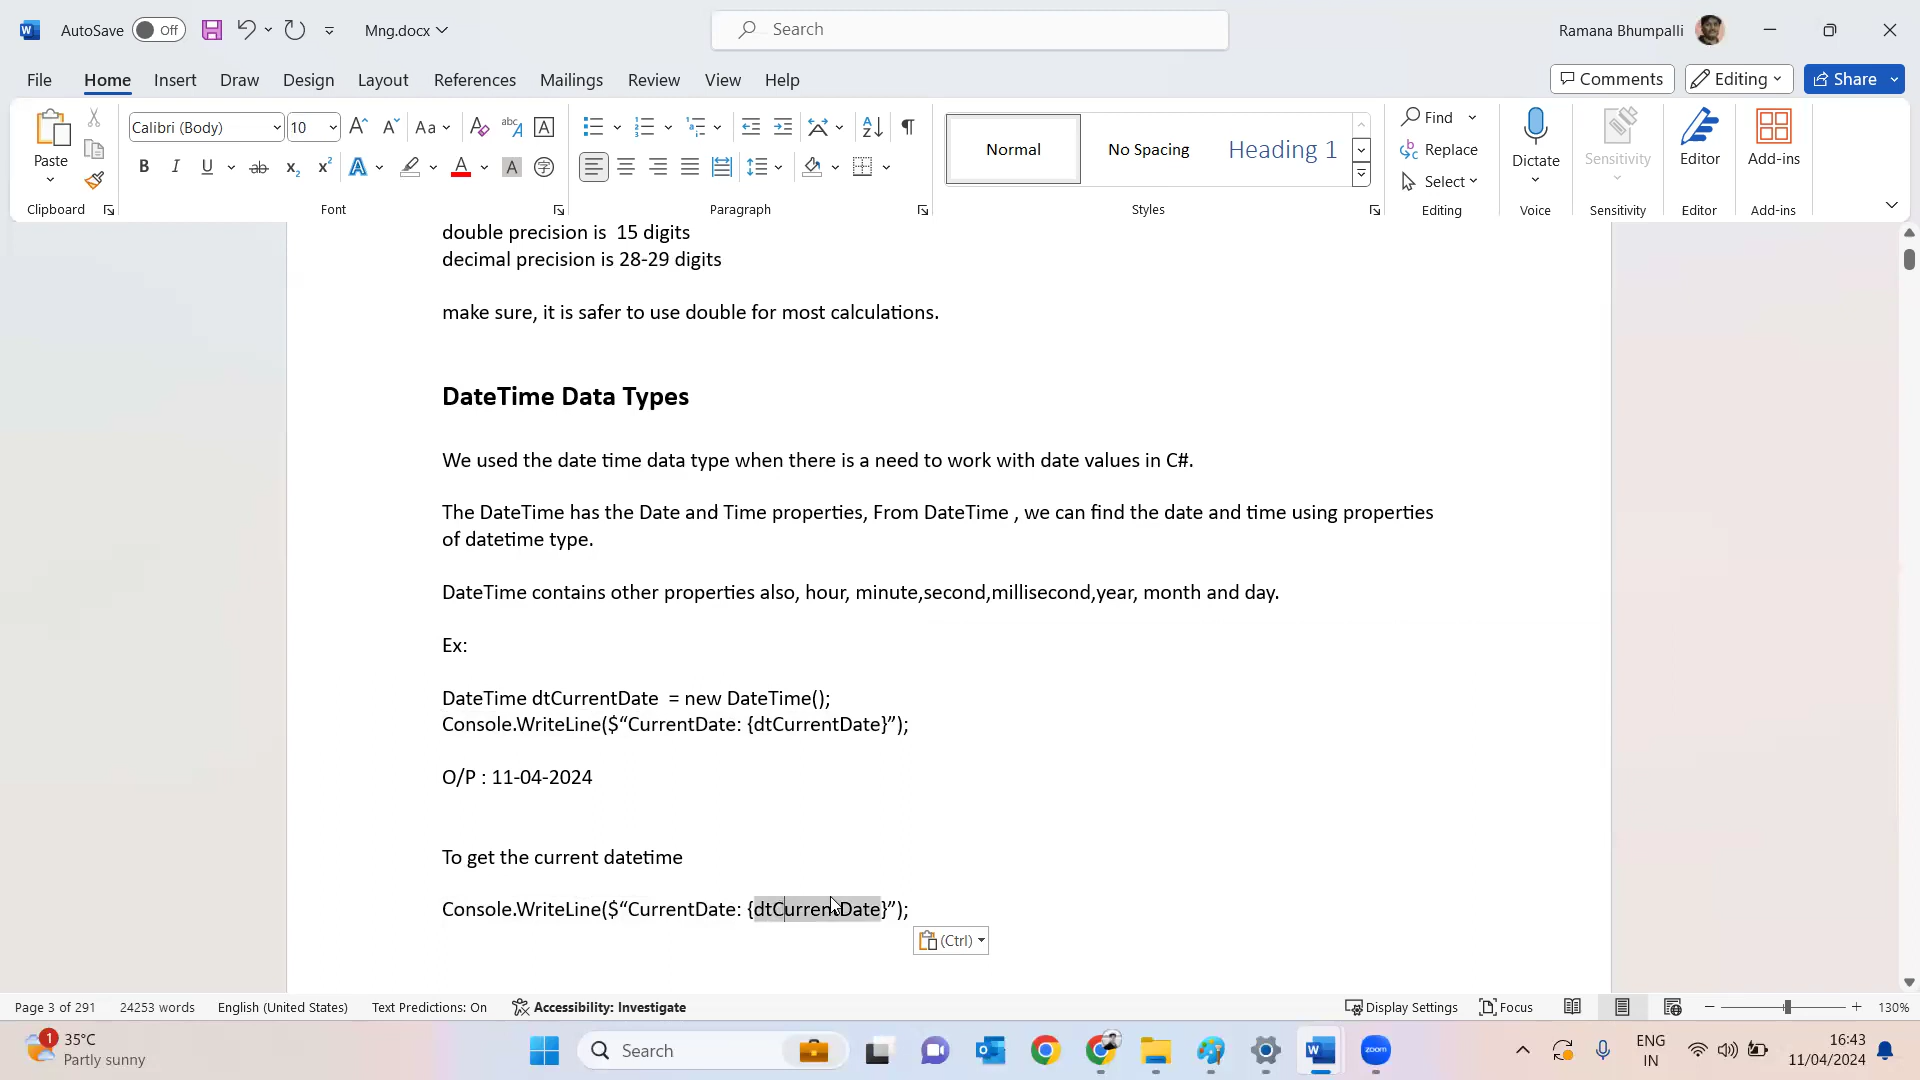 AutoSave Off Mng.docx Search Ramana Bhumpalli
File Home Insert Draw Design Layout References Mailings Review View Help Comments Editing Share
Calibri (Body) 10 Aa
Paste
Normal No Spacing Heading 1
Find
Replace
Select
Dictate Sensitivity Editor Add-ins
Clipboard Font Paragraph Styles Editing Voice Sensitivity Editor Add-ins
double precision is  15 digits
decimal precision is 28-29 digits
make sure, it is safer to use double for most calculations.
DateTime Data Types
We used the date time data type when there is a need to work with date values in C#.
The DateTime has the Date and Time properties, From DateTime , we can find the date and time using properties
of datetime type.
DateTime contains other properties also, hour, minute,second,millisecond,year, month and day.
Ex:
DateTime dtCurrentDate  = new DateTime();
Console.WriteLine($“CurrentDate: {dtCurrentDate}”);
O/P : 11-04-2024
To get the current datetime
Console.WriteLine($“CurrentDate: {dtCurrentDate}”);
(Ctrl)
Page 3 of 291 24253 words English (United States) Text Predictions: On Accessibility: Investigate Display Settings Focus 130%
1 35°C
Partly sunny
Search
zoom
ENG
IN
16:43
11/04/2024